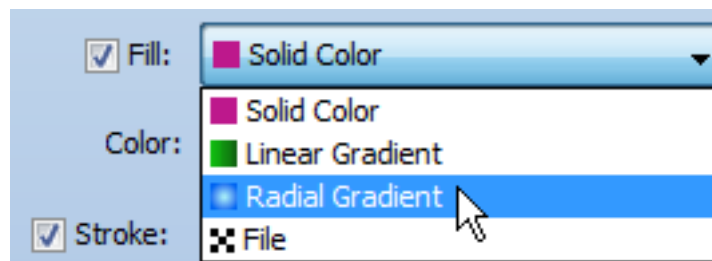 Fill: Solid Color
Solid Color
Color:
Linear Gradient
Radial Gradient
Stroke:
File